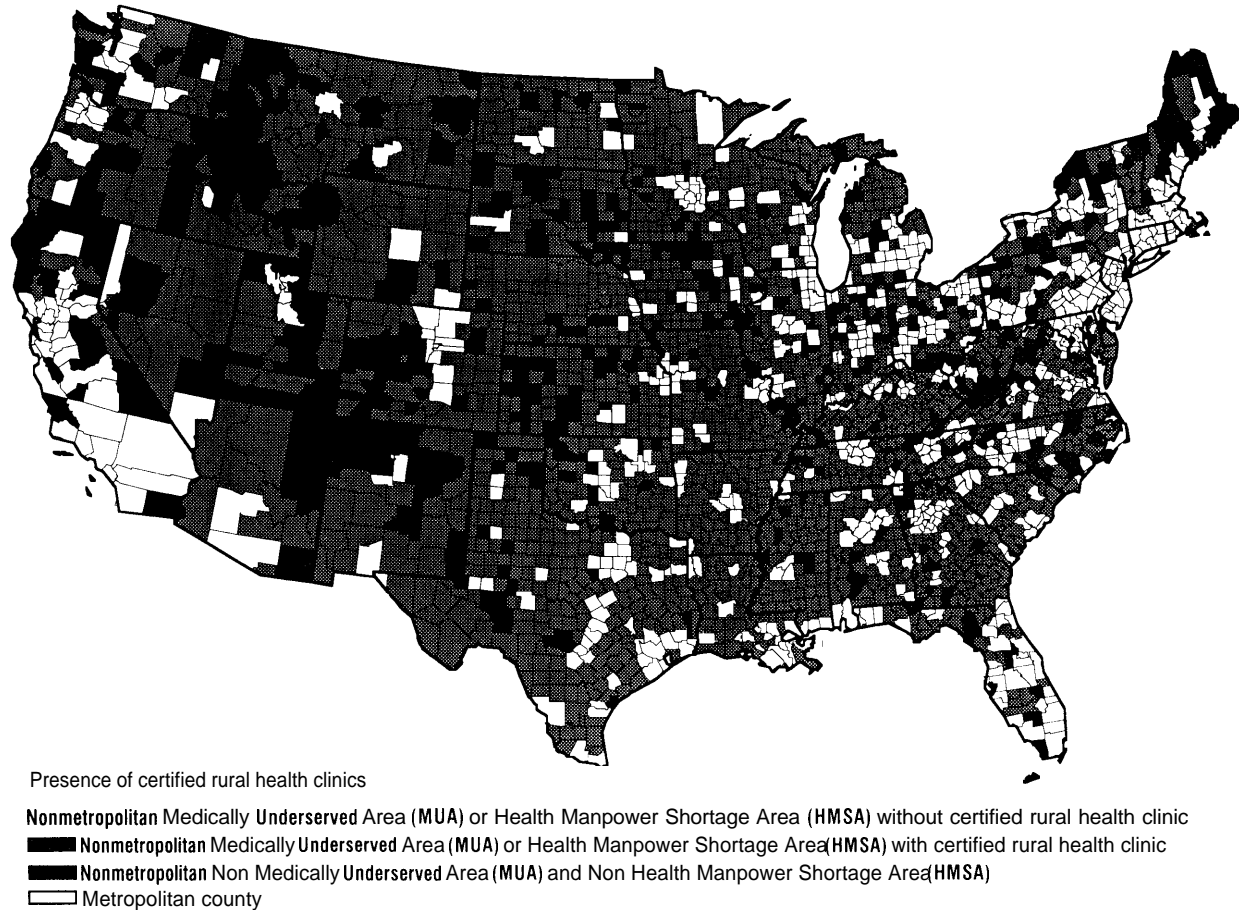 Presence of certified rural health clinics
Nonmetropolitan Medically Underserved Area (MUA) or Health Manpower Shortage Area (HMSA) without certified rural health clinic
Nonmetropolitan Medically Underserved Area (MUA) or Health Manpower Shortage Area(HMSA) with certified rural health clinic
Nonmetropolitan Non Medically Underserved Area (MUA) and Non Health Manpower Shortage Area(HMSA)
Metropolitan county